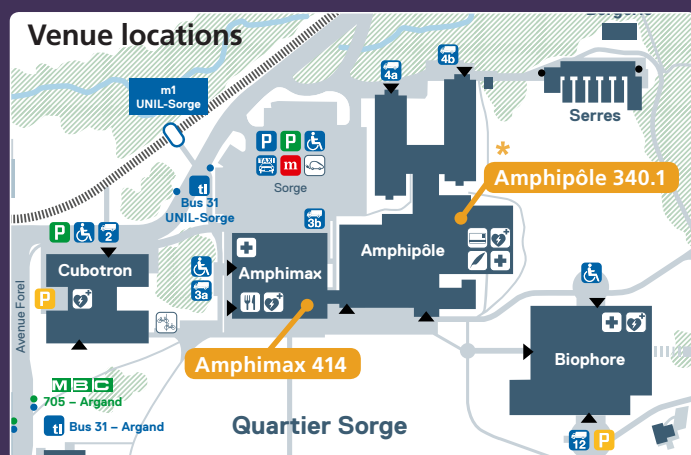 Venue locations
m1
UNIL-Sorge
4a
4b
Serres
P P
TAXI m
Sorge
*
Amphipôle 340.1
tl
Bus 31
UNIL-Sorge
P 2
3b
Amphipôle
Cubotron
Amphimax
3a
P
Avenue Forel
Biophore
Amphimax 414
MBC
705 – Argand
tl Bus 31 – Argand
Quartier Sorge
12 P